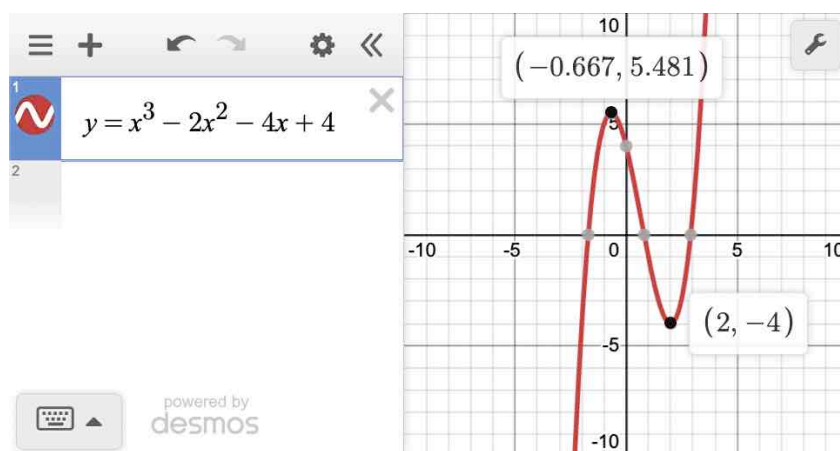 1
y = x³ − 2x² − 4x + 4
2
powered by
desmos
10
(−0.667, 5.481)
5
-10 -5 0 5 10
(2, −4)
-5
-10